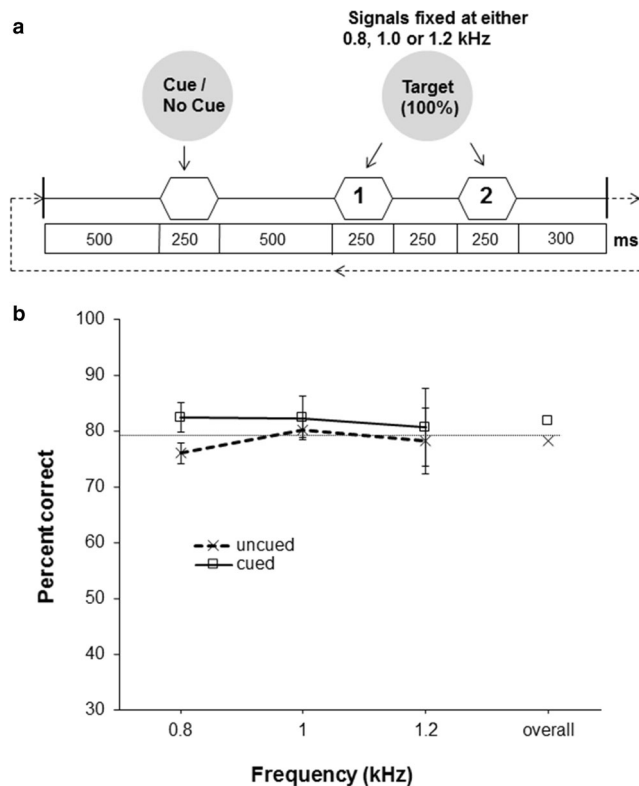 a
Signals fixed at either
0.8, 1.0 or 1.2 kHz
Cue /
No Cue
Target
(100%)
1 2
500 250 500 250 250 250 300 ms
b
100
90
80
70
60
50
40
30
Percent correct
uncued
cued
0.8 1 1.2 overall
Frequency (kHz)